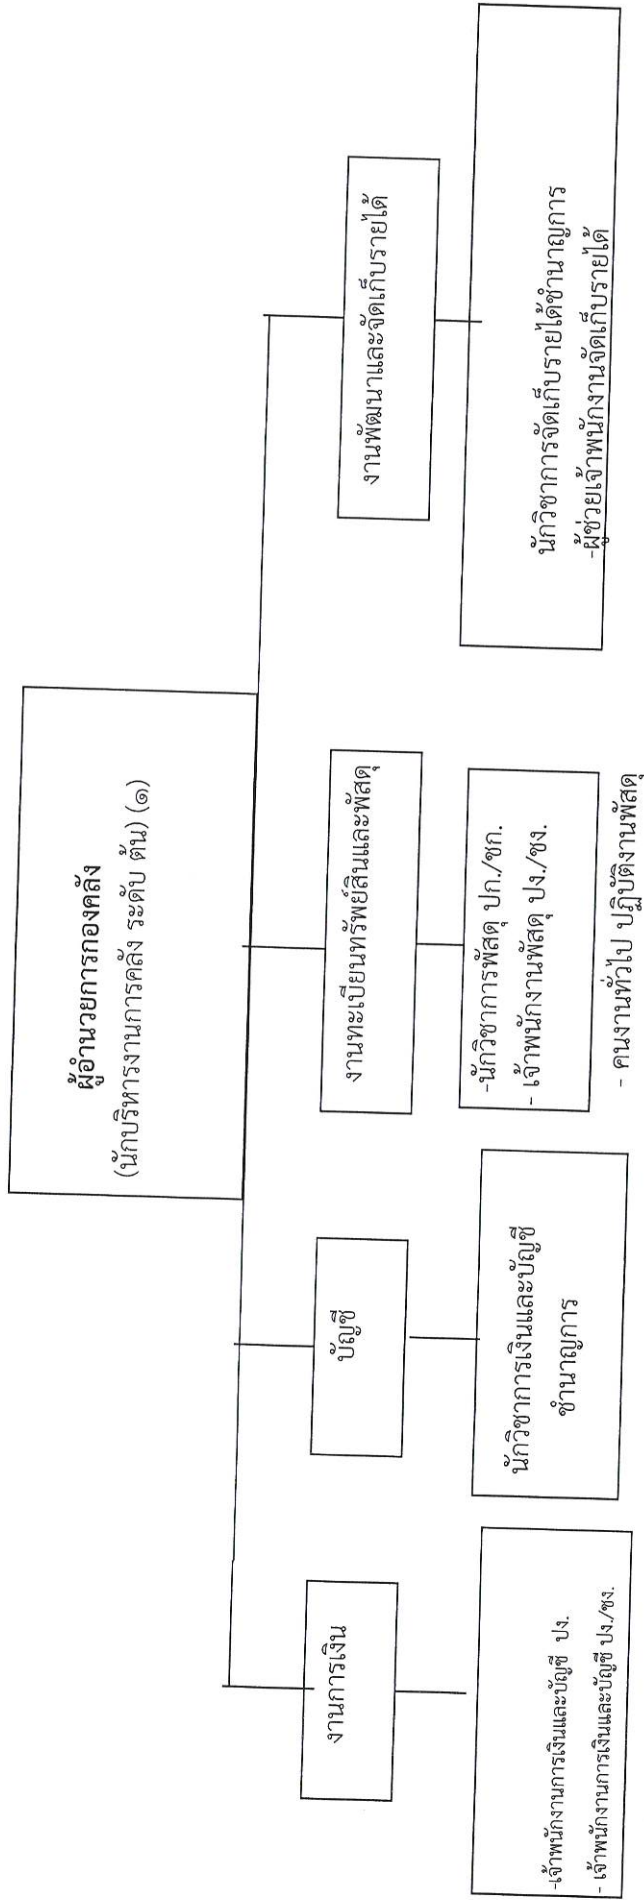 ผู้อำนวยการกองคลัง
(นักบริหารงานการคลัง ระดับ ต้น) (๑)
งานการเงิน
บัญชี
งานทะเบียนทรัพย์สินและพัสดุ
งานพัฒนาและจัดเก็บรายได้
-เจ้าพนักงานการเงินและบัญชี ปง.
- เจ้าพนักงานการเงินและบัญชี ปง./ชง.
นักวิชาการเงินและบัญชี
ชำนาญการ
-นักวิชาการพัสดุ ปก./ชก.
- เจ้าพนักงานพัสดุ ปง./ชง.
- คนงานทั่วไป ปฏิบัติงานพัสดุ
นักวิชาการจัดเก็บรายได้ชำนาญการ
-ผู้ช่วยเจ้าพนักงานจัดเก็บรายได้